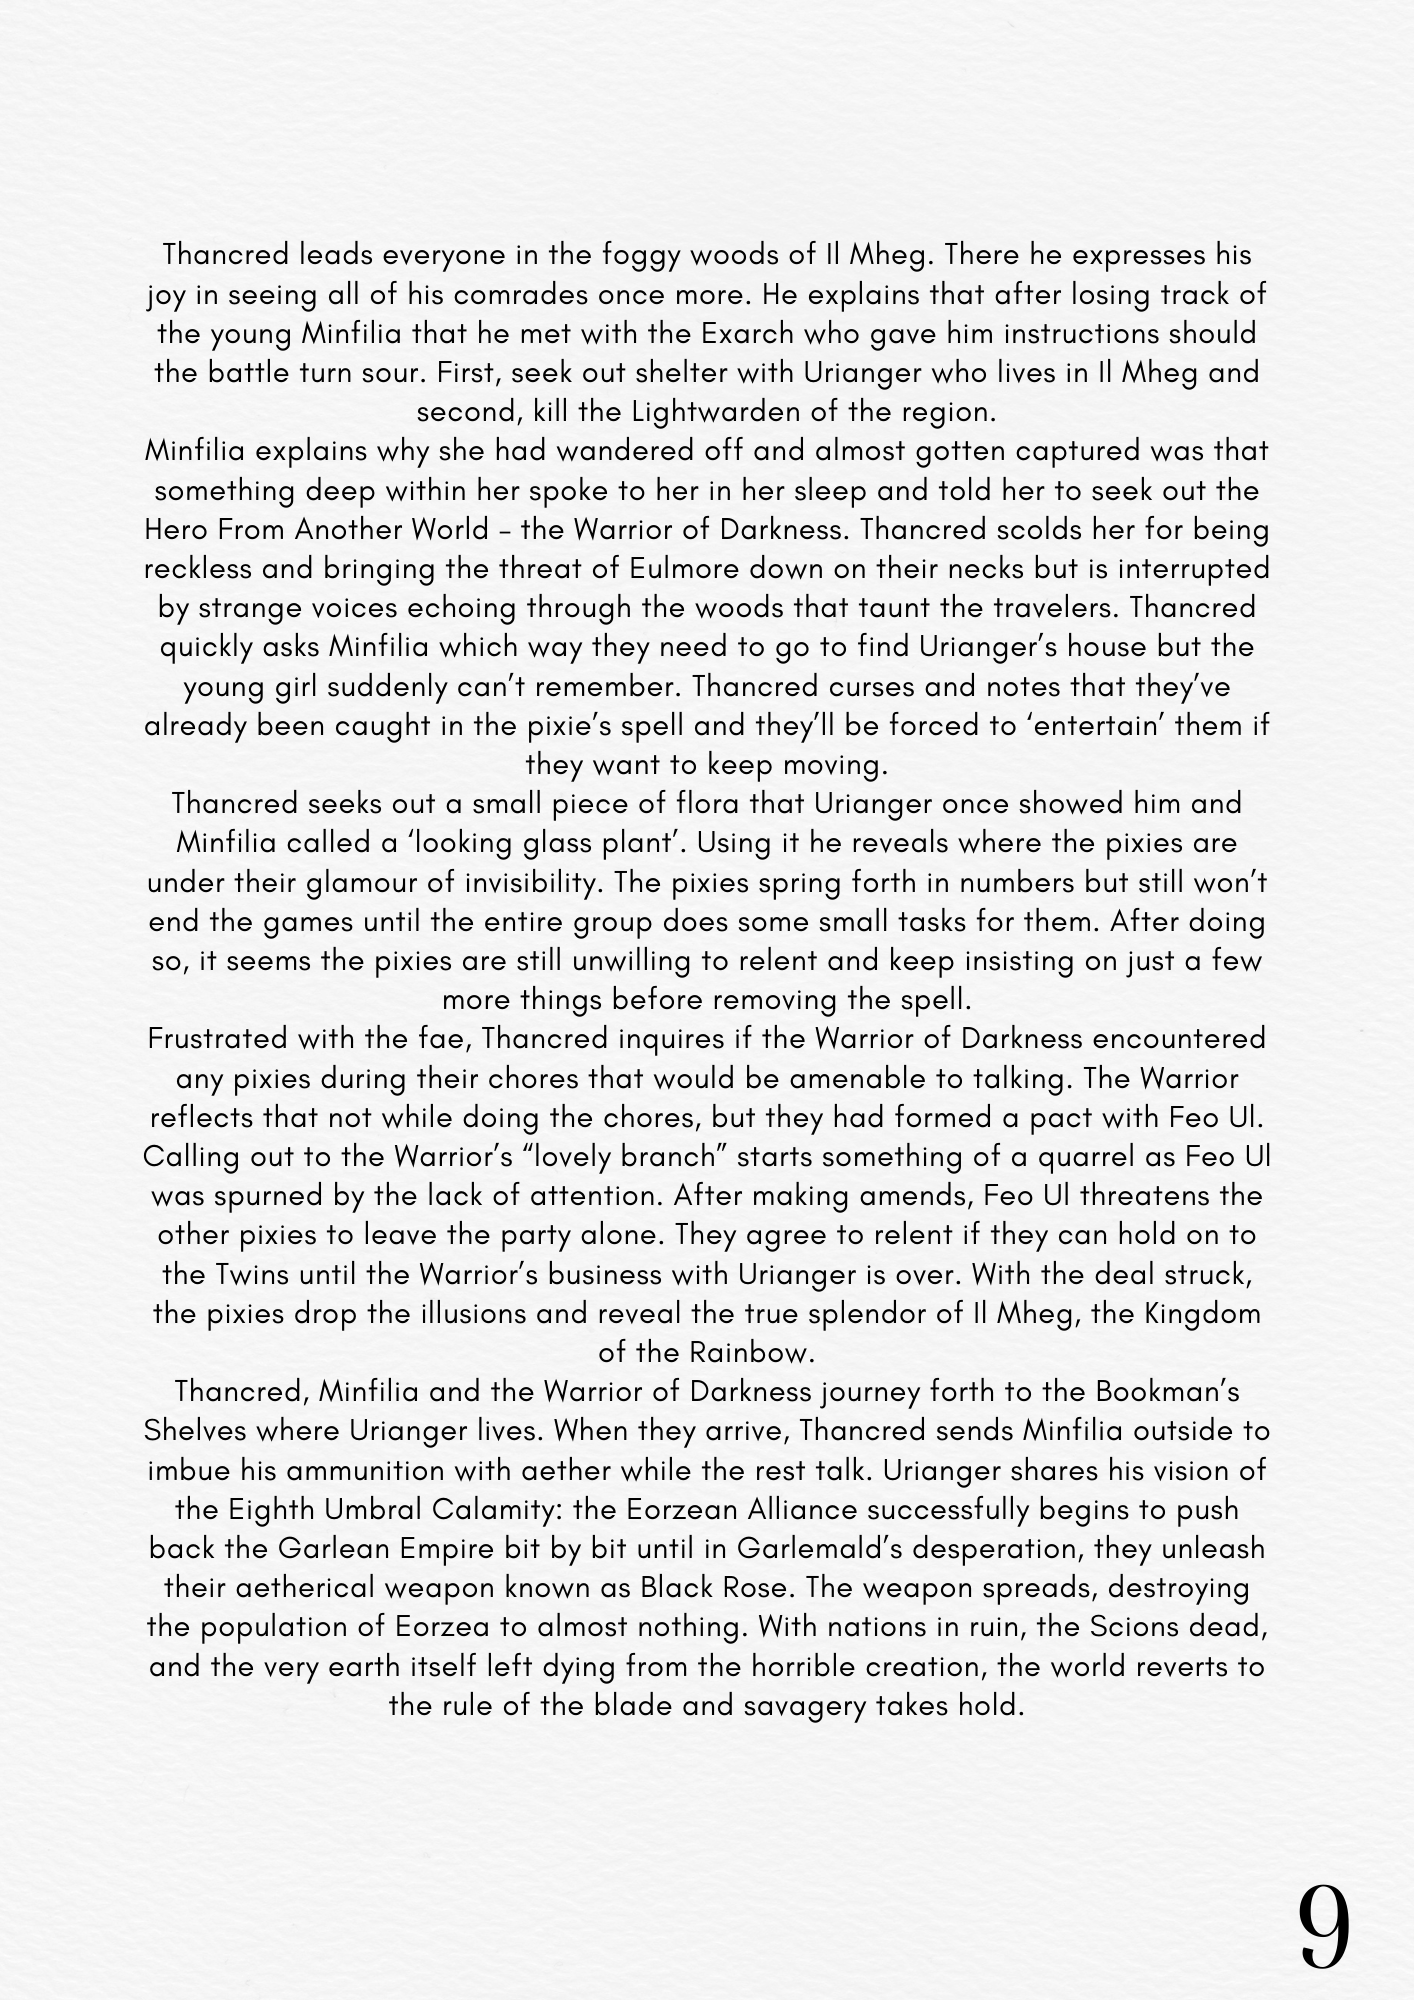 Thancred leads everyone in the foggy woods of Il Mheg. There he expresses his
joy in seeing all of his comrades once more. He explains that after losing track of
the young Minfilia that he met with the Exarch who gave him instructions should
the battle turn sour. First, seek out shelter with Urianger who lives in Il Mheg and
second, kill the Lightwarden of the region.
Minfilia explains why she had wandered off and almost gotten captured was that
something deep within her spoke to her in her sleep and told her to seek out the
Hero From Another World – the Warrior of Darkness. Thancred scolds her for being
reckless and bringing the threat of Eulmore down on their necks but is interrupted
by strange voices echoing through the woods that taunt the travelers. Thancred
quickly asks Minfilia which way they need to go to find Urianger’s house but the
young girl suddenly can’t remember. Thancred curses and notes that they’ve
already been caught in the pixie’s spell and they’ll be forced to ‘entertain’ them if
they want to keep moving.
Thancred seeks out a small piece of flora that Urianger once showed him and
Minfilia called a ‘looking glass plant’. Using it he reveals where the pixies are
under their glamour of invisibility. The pixies spring forth in numbers but still won’t
end the games until the entire group does some small tasks for them. After doing
so, it seems the pixies are still unwilling to relent and keep insisting on just a few
more things before removing the spell.
Frustrated with the fae, Thancred inquires if the Warrior of Darkness encountered
any pixies during their chores that would be amenable to talking. The Warrior
reflects that not while doing the chores, but they had formed a pact with Feo Ul.
Calling out to the Warrior’s “lovely branch” starts something of a quarrel as Feo Ul
was spurned by the lack of attention. After making amends, Feo Ul threatens the
other pixies to leave the party alone. They agree to relent if they can hold on to
the Twins until the Warrior’s business with Urianger is over. With the deal struck,
the pixies drop the illusions and reveal the true splendor of Il Mheg, the Kingdom
of the Rainbow.
Thancred, Minfilia and the Warrior of Darkness journey forth to the Bookman’s
Shelves where Urianger lives. When they arrive, Thancred sends Minfilia outside to
imbue his ammunition with aether while the rest talk. Urianger shares his vision of
the Eighth Umbral Calamity: the Eorzean Alliance successfully begins to push
back the Garlean Empire bit by bit until in Garlemald’s desperation, they unleash
their aetherical weapon known as Black Rose. The weapon spreads, destroying
the population of Eorzea to almost nothing. With nations in ruin, the Scions dead,
and the very earth itself left dying from the horrible creation, the world reverts to
the rule of the blade and savagery takes hold.
9